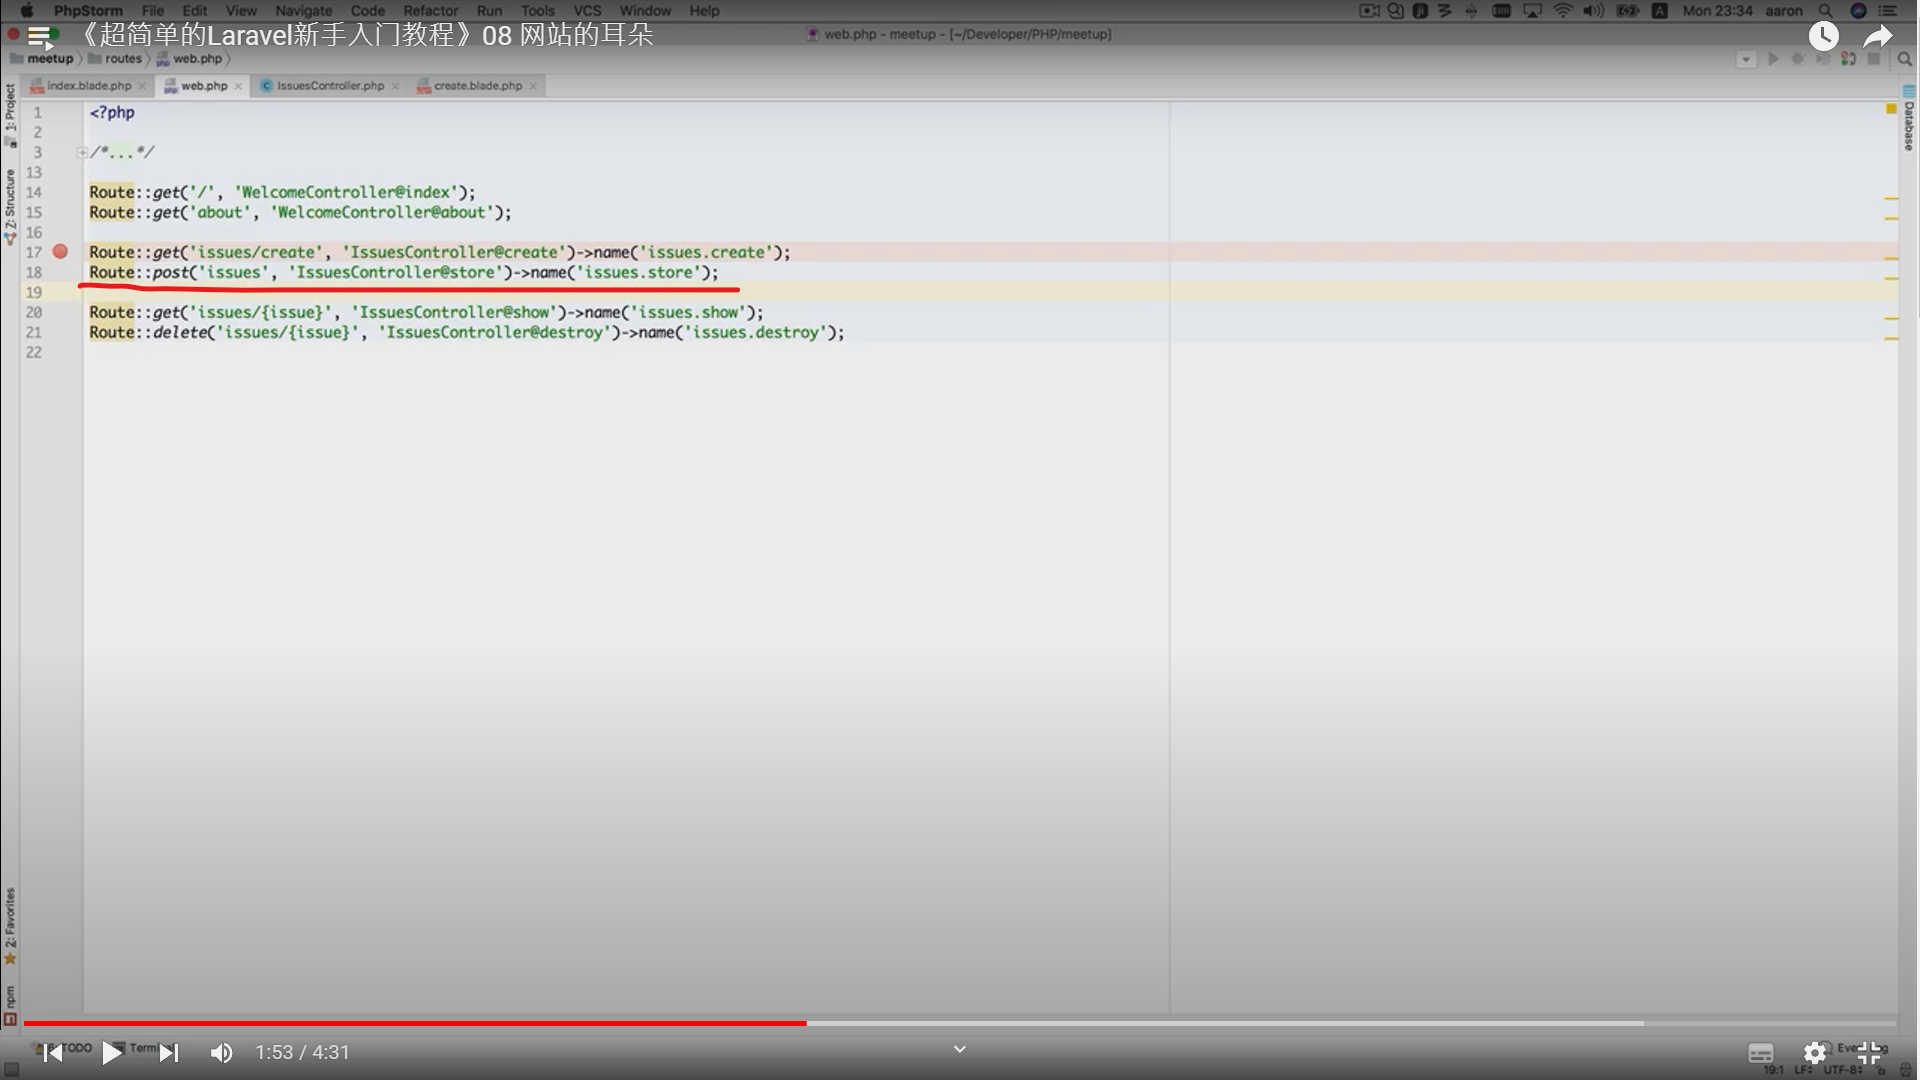 PhpStorm File Edit View Navigate Code Refactor Run Tools VCS Window Help Mon 23:34 aaron
《超简单的Laravel新手入门教程》08 网站的耳朵
web.php - meetup - [~/Developer/PHP/meetup]
meetup routes web.php
index.blade.php web.php IssuesController.php create.blade.php
1: Project
Z: Structure
Database
1 <?php
2
3 /*...*/
13
14 Route::get('/', 'WelcomeController@index');
15 Route::get('about', 'WelcomeController@about');
16
17 Route::get('issues/create', 'IssuesController@create')->name('issues.create');
18 Route::post('issues', 'IssuesController@store')->name('issues.store');
19
20 Route::get('issues/{issue}', 'IssuesController@show')->name('issues.show');
21 Route::delete('issues/{issue}', 'IssuesController@destroy')->name('issues.destroy');
22
2: Favorites
npm
TODO
1:53 / 4:31
19:1 LF UTF-8